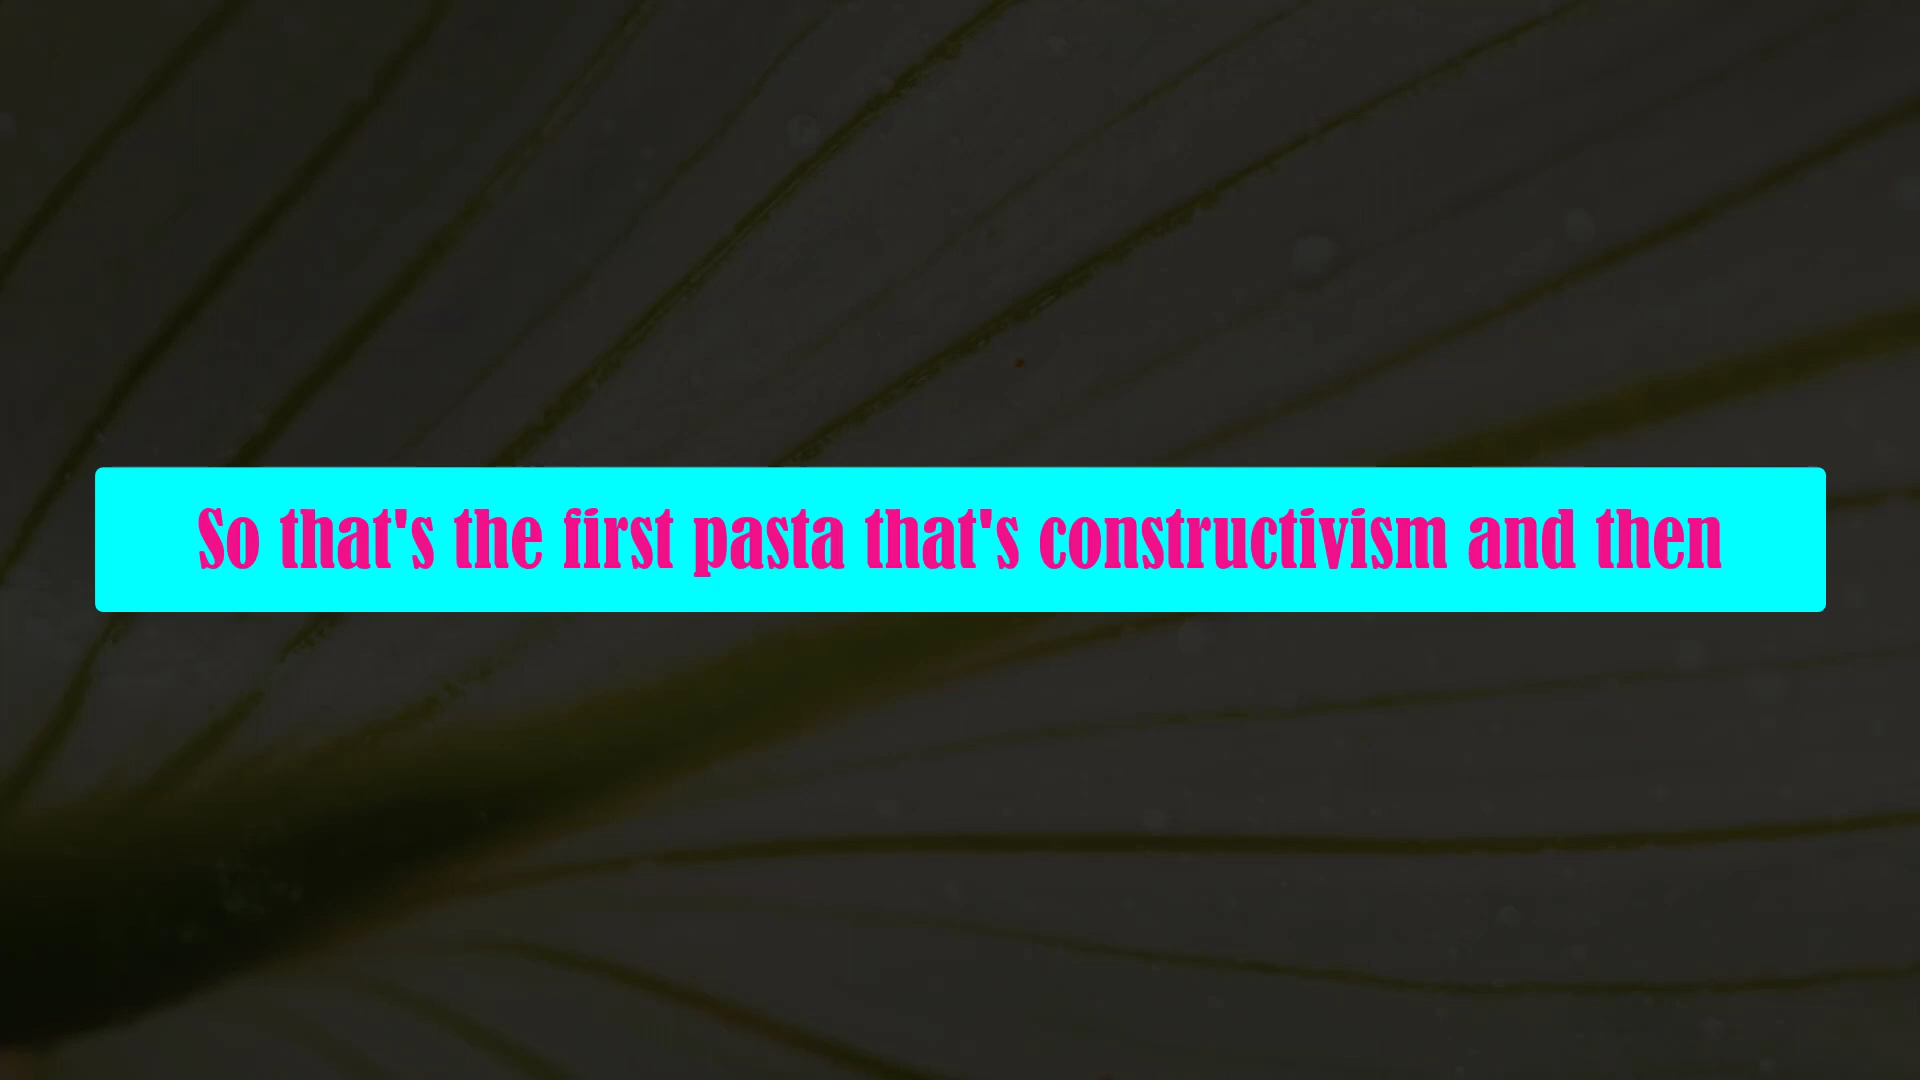 So that's the first pasta that's constructivism and then